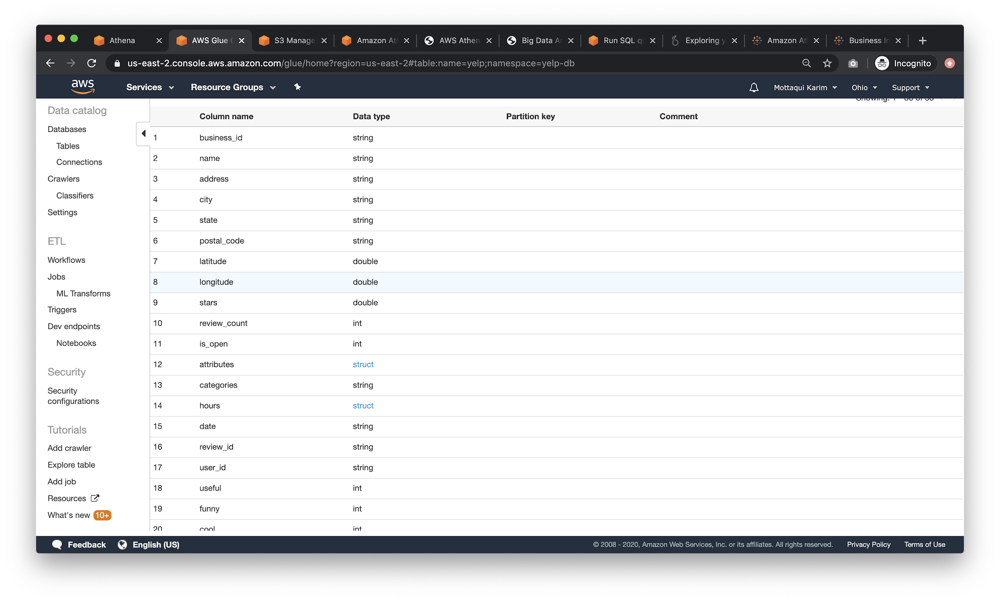 Athena
AWS Glue
S3 Manage
Amazon At
AWS Athen
Big Data Ar
Run SQL q
Exploring y
Amazon At
Business In
us-east-2.console.aws.amazon.com/glue/home?region=us-east-2#table:name=yelp;namespace=yelp-db
Incognito
aws
Services
Resource Groups
Mottaqui Karim
Ohio
Support
Data catalog
Databases
Tables
Connections
Crawlers
Classifiers
Settings
ETL
Workflows
Jobs
ML Transforms
Triggers
Dev endpoints
Notebooks
Security
Security
configurations
Tutorials
Add crawler
Explore table
Add job
Resources
What's new 10+
Column name Data type Partition key Comment
1 business_id string
2 name string
3 address string
4 city string
5 state string
6 postal_code string
7 latitude double
8 longitude double
9 stars double
10 review_count int
11 is_open int
12 attributes struct
13 categories string
14 hours struct
15 date string
16 review_id string
17 user_id string
18 useful int
19 funny int
20 cool int
Feedback
English (US)
© 2008 - 2020, Amazon Web Services, Inc. or its affiliates. All rights reserved.
Privacy Policy
Terms of Use